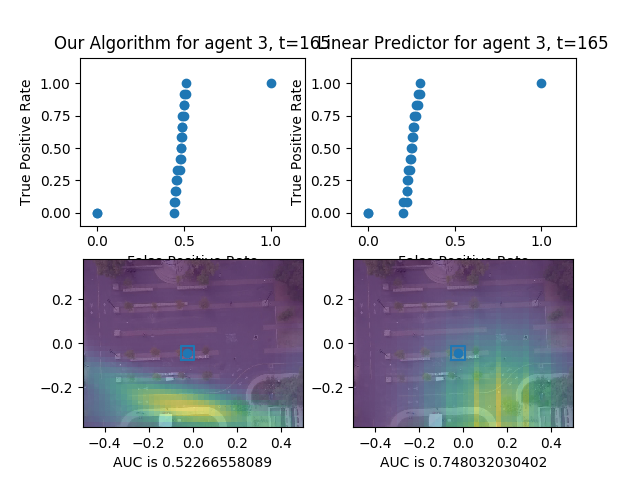 Our Algorithm for agent 3, t=165
Linear Predictor for agent 3, t=165
True Positive Rate
1.00
0.75
0.50
0.25
0.00
0.0 0.5 1.0
False Positive Rate
True Positive Rate
1.00
0.75
0.50
0.25
0.00
0.0 0.5 1.0
False Positive Rate
0.2
0.0
−0.2
−0.4 −0.2 0.0 0.2 0.4
AUC is 0.52266558089
0.2
0.0
−0.2
−0.4 −0.2 0.0 0.2 0.4
AUC is 0.748032030402